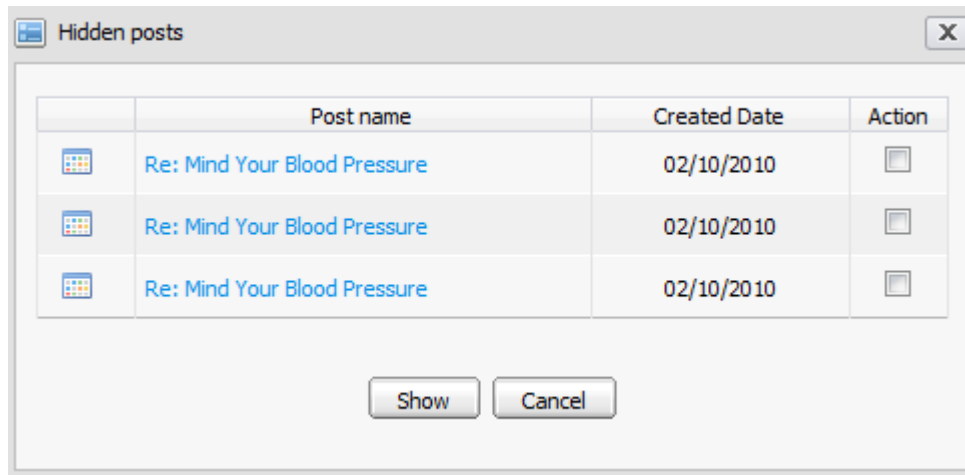 Hidden posts X
Post name Created Date Action
Re: Mind Your Blood Pressure 02/10/2010
Re: Mind Your Blood Pressure 02/10/2010
Re: Mind Your Blood Pressure 02/10/2010
Show Cancel